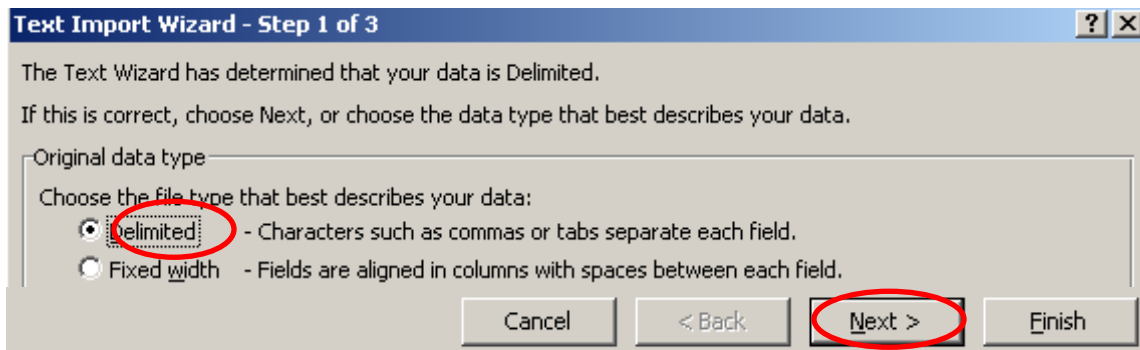 Text Import Wizard - Step 1 of 3
The Text Wizard has determined that your data is Delimited.
If this is correct, choose Next, or choose the data type that best describes your data.
Original data type
Choose the file type that best describes your data:
Delimited - Characters such as commas or tabs separate each field.
Fixed width - Fields are aligned in columns with spaces between each field.
Cancel < Back Next > Finish